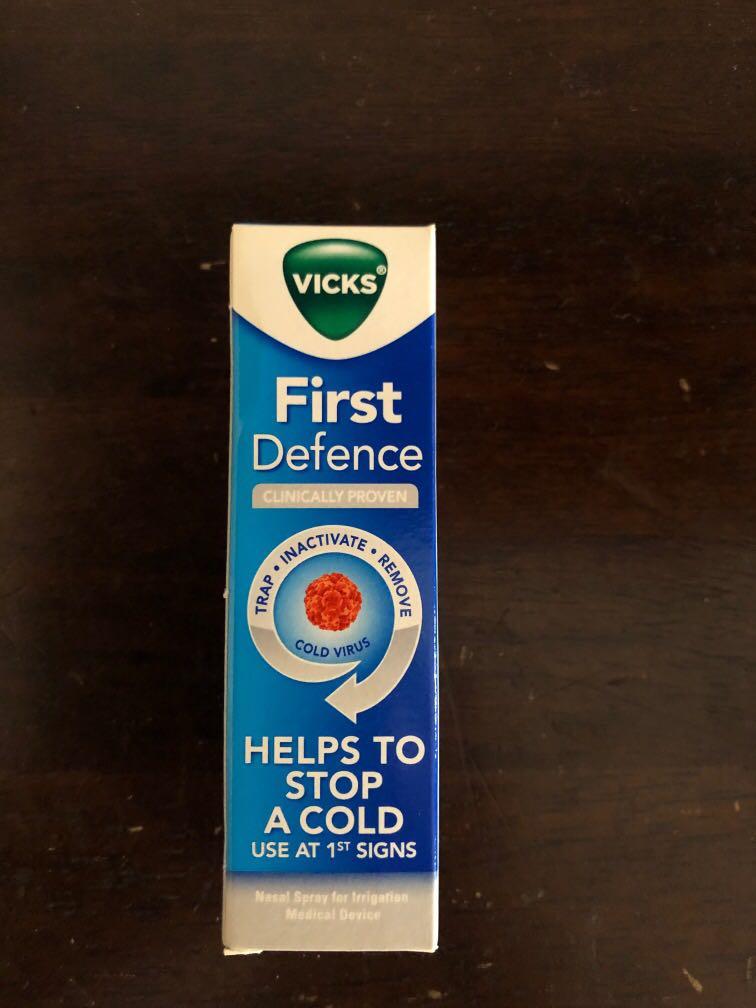 VICKS®
First
Defence
CLINICALLY PROVEN
TRAP • INACTIVATE • REMOVE
COLD VIRUS
HELPS TO
STOP
A COLD
USE AT 1ST SIGNS
Nasal Spray for Irrigation
Medical Device